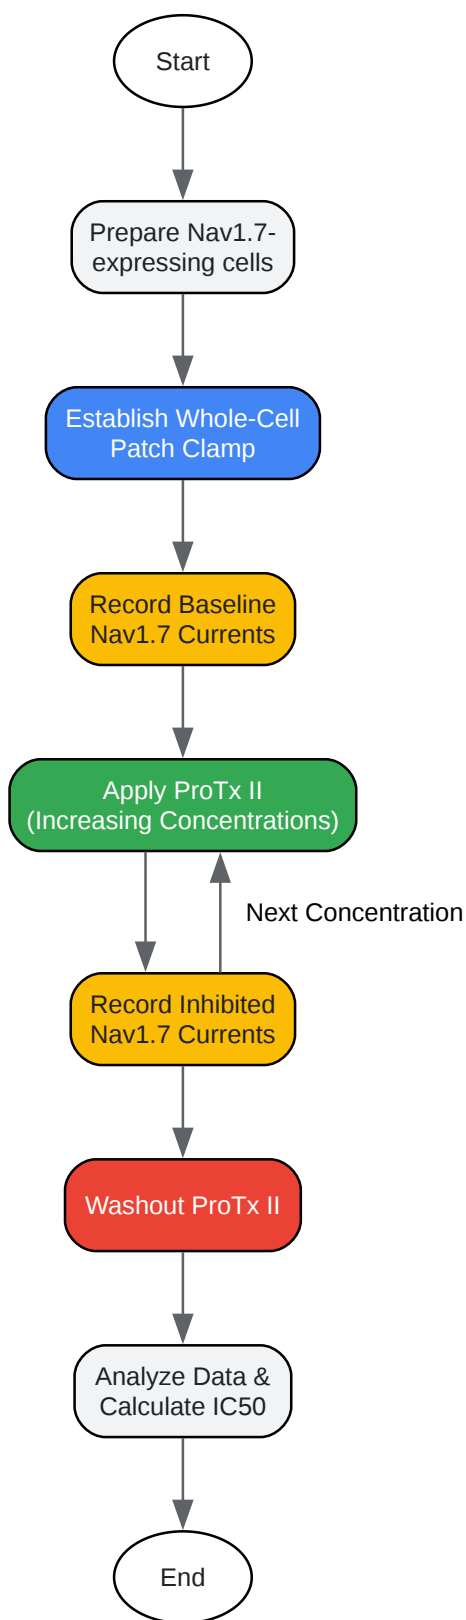 Start
Prepare Nav1.7-
expressing cells
Establish Whole-Cell
Patch Clamp
Record Baseline
Nav1.7 Currents
Apply ProTx II
(Increasing Concentrations)
Next Concentration
Record Inhibited
Nav1.7 Currents
Washout ProTx II
Analyze Data &
Calculate IC50
End